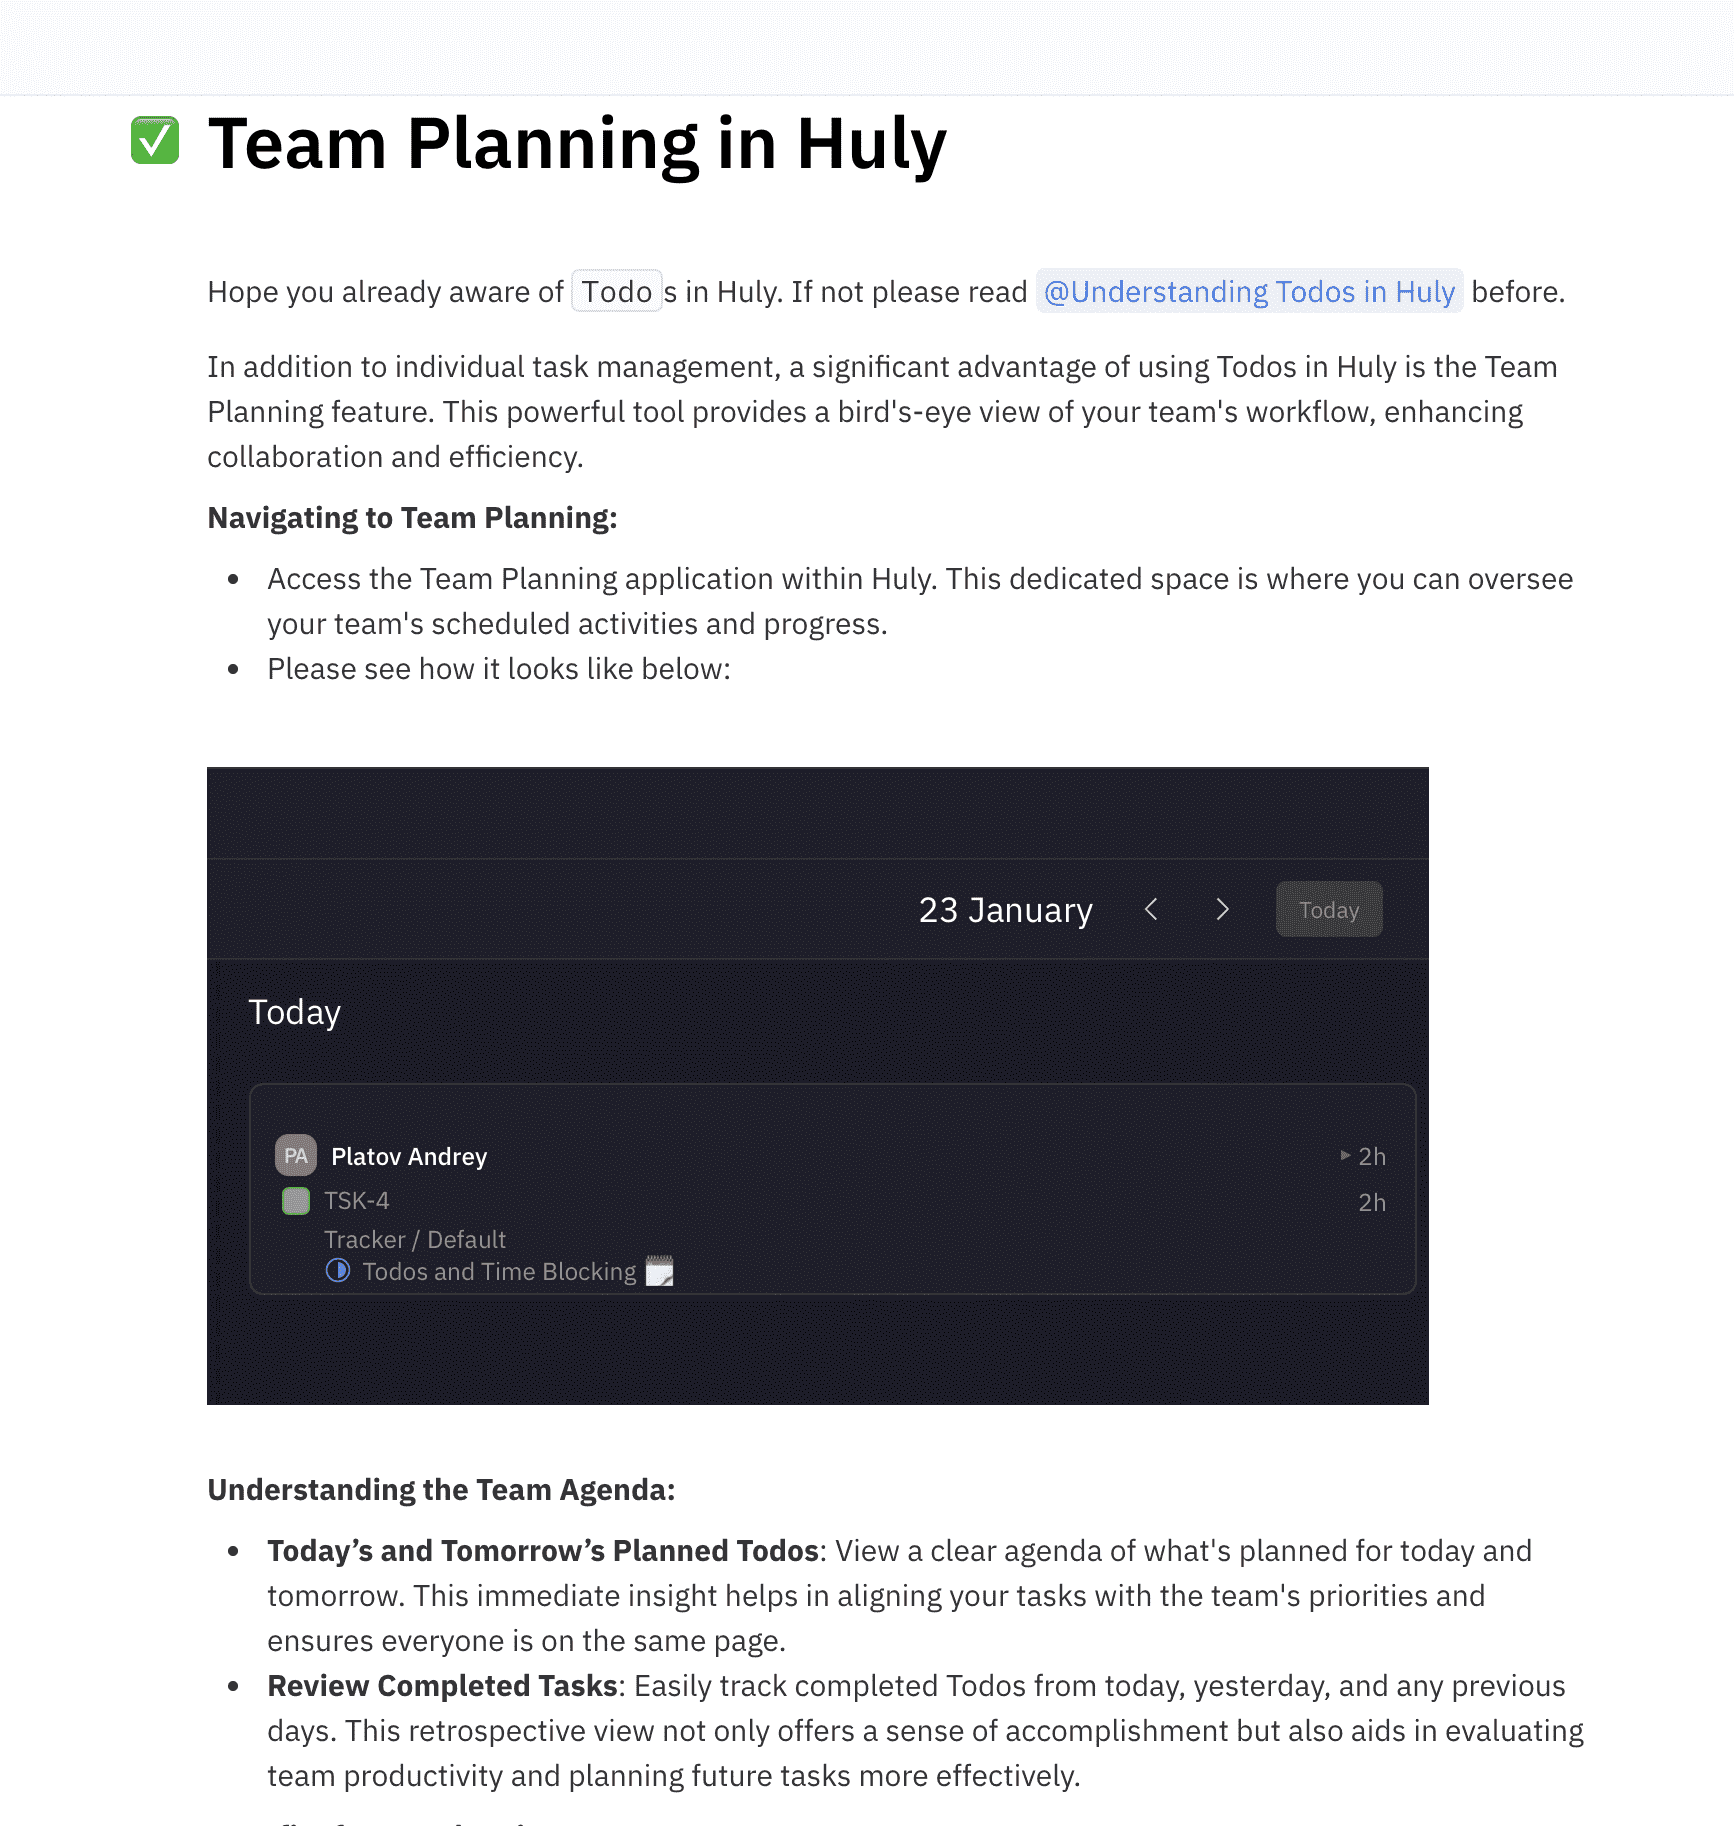 Team Planning in Huly
Hope you already aware of Todos in Huly. If not please read @Understanding Todos in Huly before.
In addition to individual task management, a significant advantage of using Todos in Huly is the Team
Planning feature. This powerful tool provides a bird's-eye view of your team's workflow, enhancing
collaboration and efficiency.
Navigating to Team Planning:
Access the Team Planning application within Huly. This dedicated space is where you can oversee
your team's scheduled activities and progress.
Please see how it looks like below:
23 January
Today
Today
PA Platov Andrey 2h
TSK-4 2h
Tracker / Default
Todos and Time Blocking
Understanding the Team Agenda:
Today’s and Tomorrow’s Planned Todos: View a clear agenda of what's planned for today and
tomorrow. This immediate insight helps in aligning your tasks with the team's priorities and
ensures everyone is on the same page.
Review Completed Tasks: Easily track completed Todos from today, yesterday, and any previous
days. This retrospective view not only offers a sense of accomplishment but also aids in evaluating
team productivity and planning future tasks more effectively.